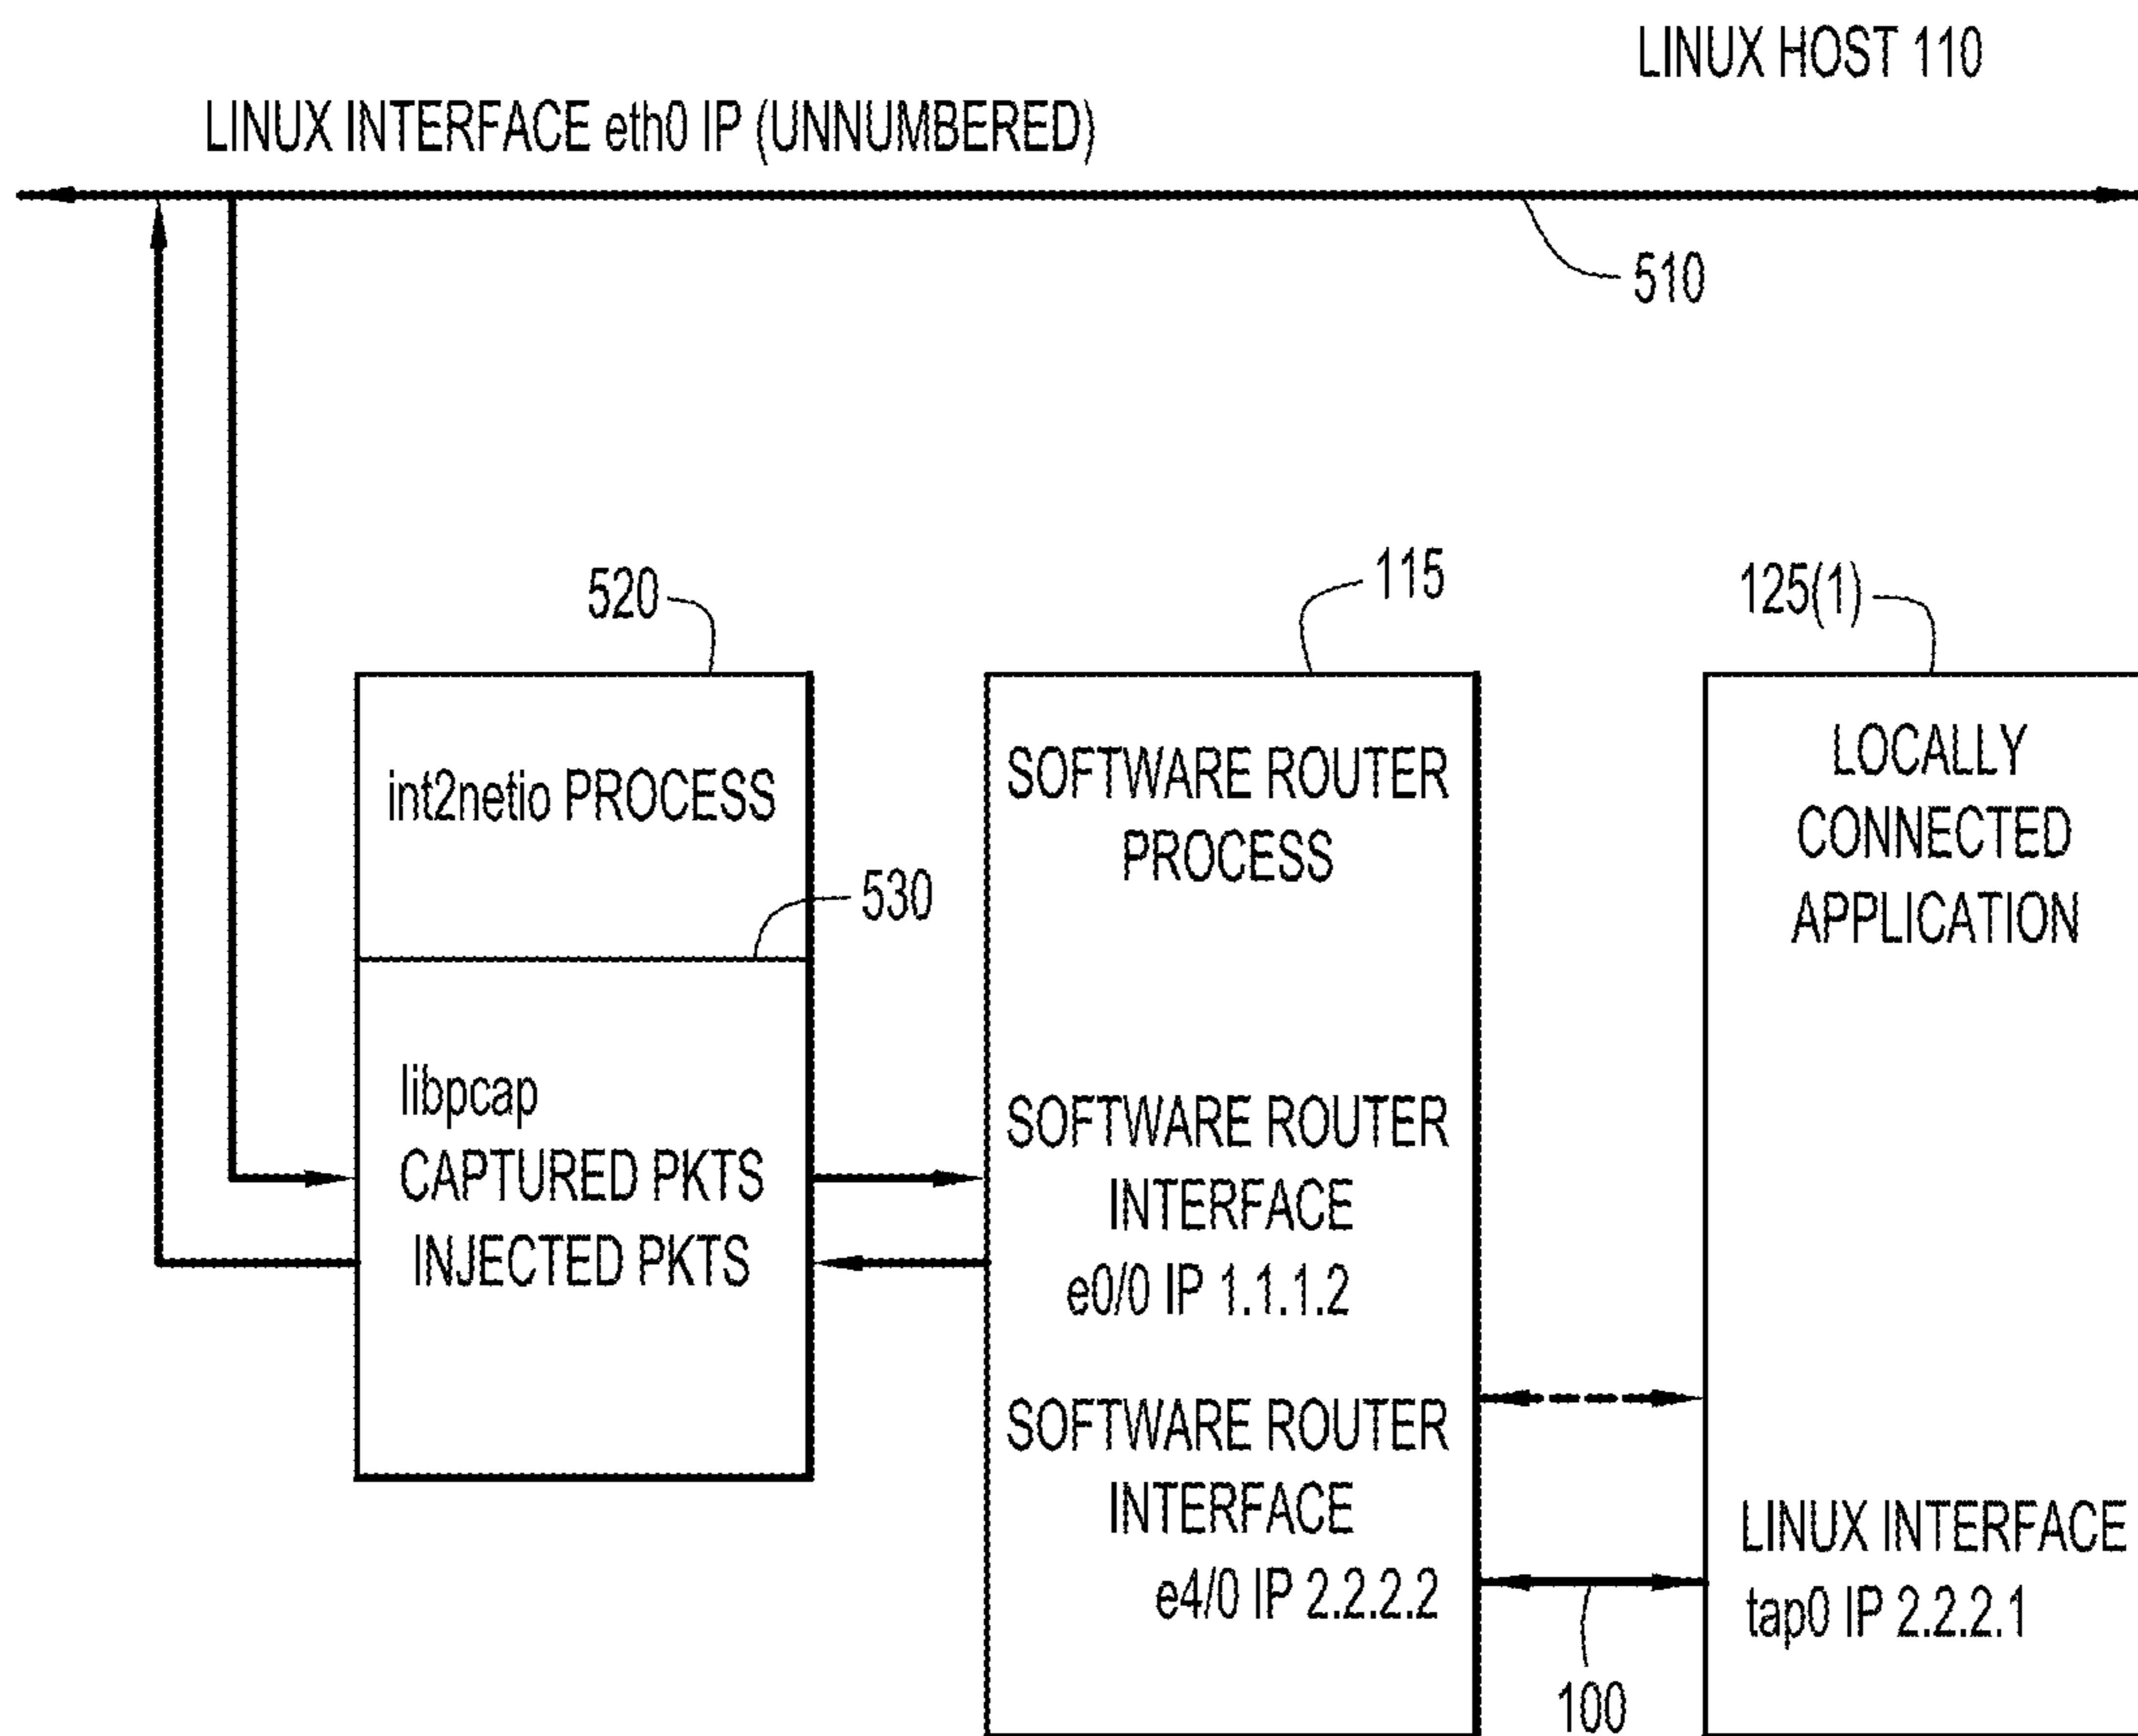 LINUX HOST 110
LINUX INTERFACE eth0 IP (UNNUMBERED)
510
520
115
125(1)
int2netio PROCESS
530
libpcap
CAPTURED PKTS
INJECTED PKTS
SOFTWARE ROUTER
PROCESS
SOFTWARE ROUTER
INTERFACE
e0/0 IP 1.1.1.2
SOFTWARE ROUTER
INTERFACE
e4/0 IP 2.2.2.2
LOCALLY
CONNECTED
APPLICATION
LINUX INTERFACE
tap0 IP 2.2.2.1
100